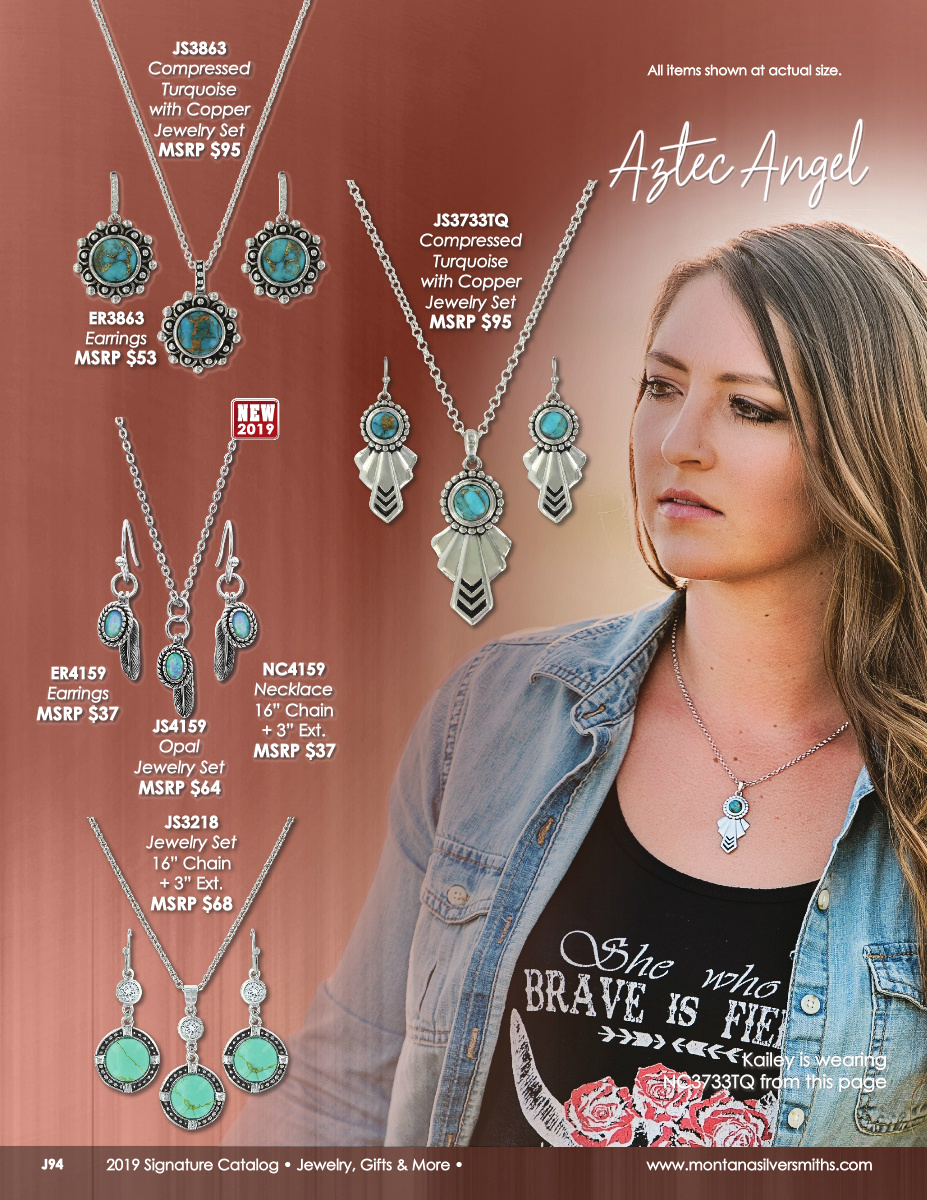 JS3863
Compressed
Turquoise
with Copper
Jewelry Set
MSRP $95
All items shown at actual size.
Aztec Angel
JS3733TQ
Compressed
Turquoise
with Copper
Jewelry Set
MSRP $95
ER3863
Earrings
MSRP $53
NEW
2019
ER4159
Earrings
MSRP $37
NC4159
Necklace
16” Chain
+ 3” Ext.
MSRP $37
JS4159
Opal
Jewelry Set
MSRP $64
JS3218
Jewelry Set
16” Chain
+ 3” Ext.
MSRP $68
She who
BRAVE IS
Kailey is wearing
NC3733TQ from this page
J94
2019 Signature Catalog • Jewelry, Gifts & More •
www.montanasilversmiths.com